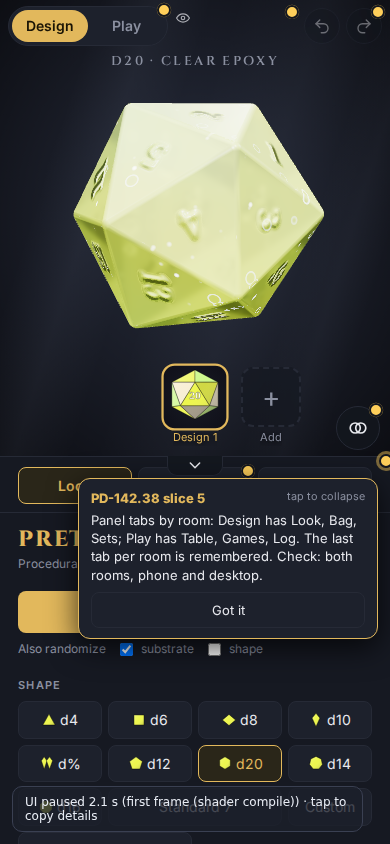 Design Play
D20 · CLEAR EPOXY
Design 1
Add
PD-142.38 slice 5
tap to collapse
Panel tabs by room: Design has Look, Bag,
Sets; Play has Table, Games, Log. The last
tab per room is remembered. Check: both
rooms, phone and desktop.
Got it
Also randomize substrate shape
SHAPE
d4 d6 d8 d10
d% d12 d20 d14
UI paused 2.1 s (first frame (shader compile)) · tap to
copy details